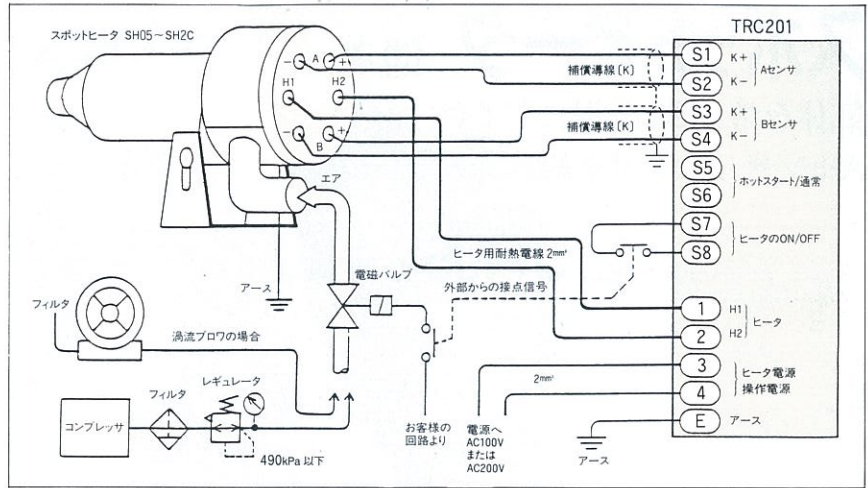 TRC201
スポットヒータ SH05～SH2C
- A +
H1 H2
- B +
補償導線〔K〕
補償導線〔K〕
S1 K+
S2 K-
Aセンサ
S3 K+
S4 K-
Bセンサ
S5
S6
ホットスタート/通常
S7
S8
ヒータのON/OFF
エア
アース
ヒータ用耐熱電線2mm²
電磁バルブ
外部からの接点信号
1 H1
2 H2
ヒータ
3
4
ヒータ電源
操作電源
E アース
フィルタ
渦流ブロワの場合
2mm²
フィルタ
レギュレータ
コンプレッサ
490kPa 以下
お客様の
回路より
電源へ
AC100V
または
AC200V
アース